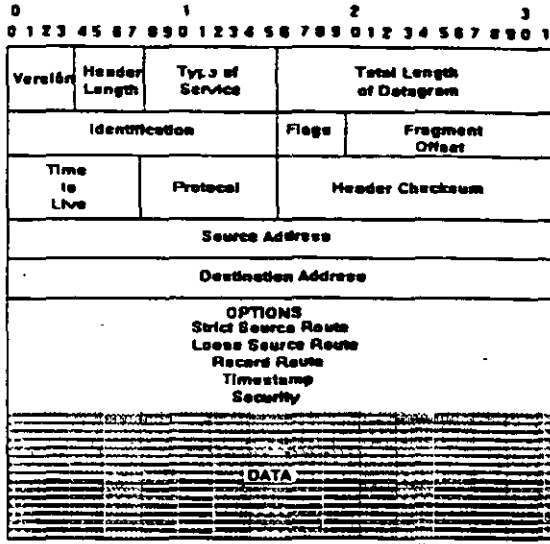 0 1 2 3
0 1 2 3 4 5 6 7 8 9 0 1 2 3 4 5 6 7 8 9 0 1 2 3 4 5 6 7 8 9 0 1
Versión Header Length Type of Service Total Length of Datagram
Identification Flags Fragment Offset
Time to Live Protocol Header Checksum
Source Address
Destination Address
OPTIONS
Strict Source Route
Loose Source Route
Record Route
Timestamp
Security
DATA